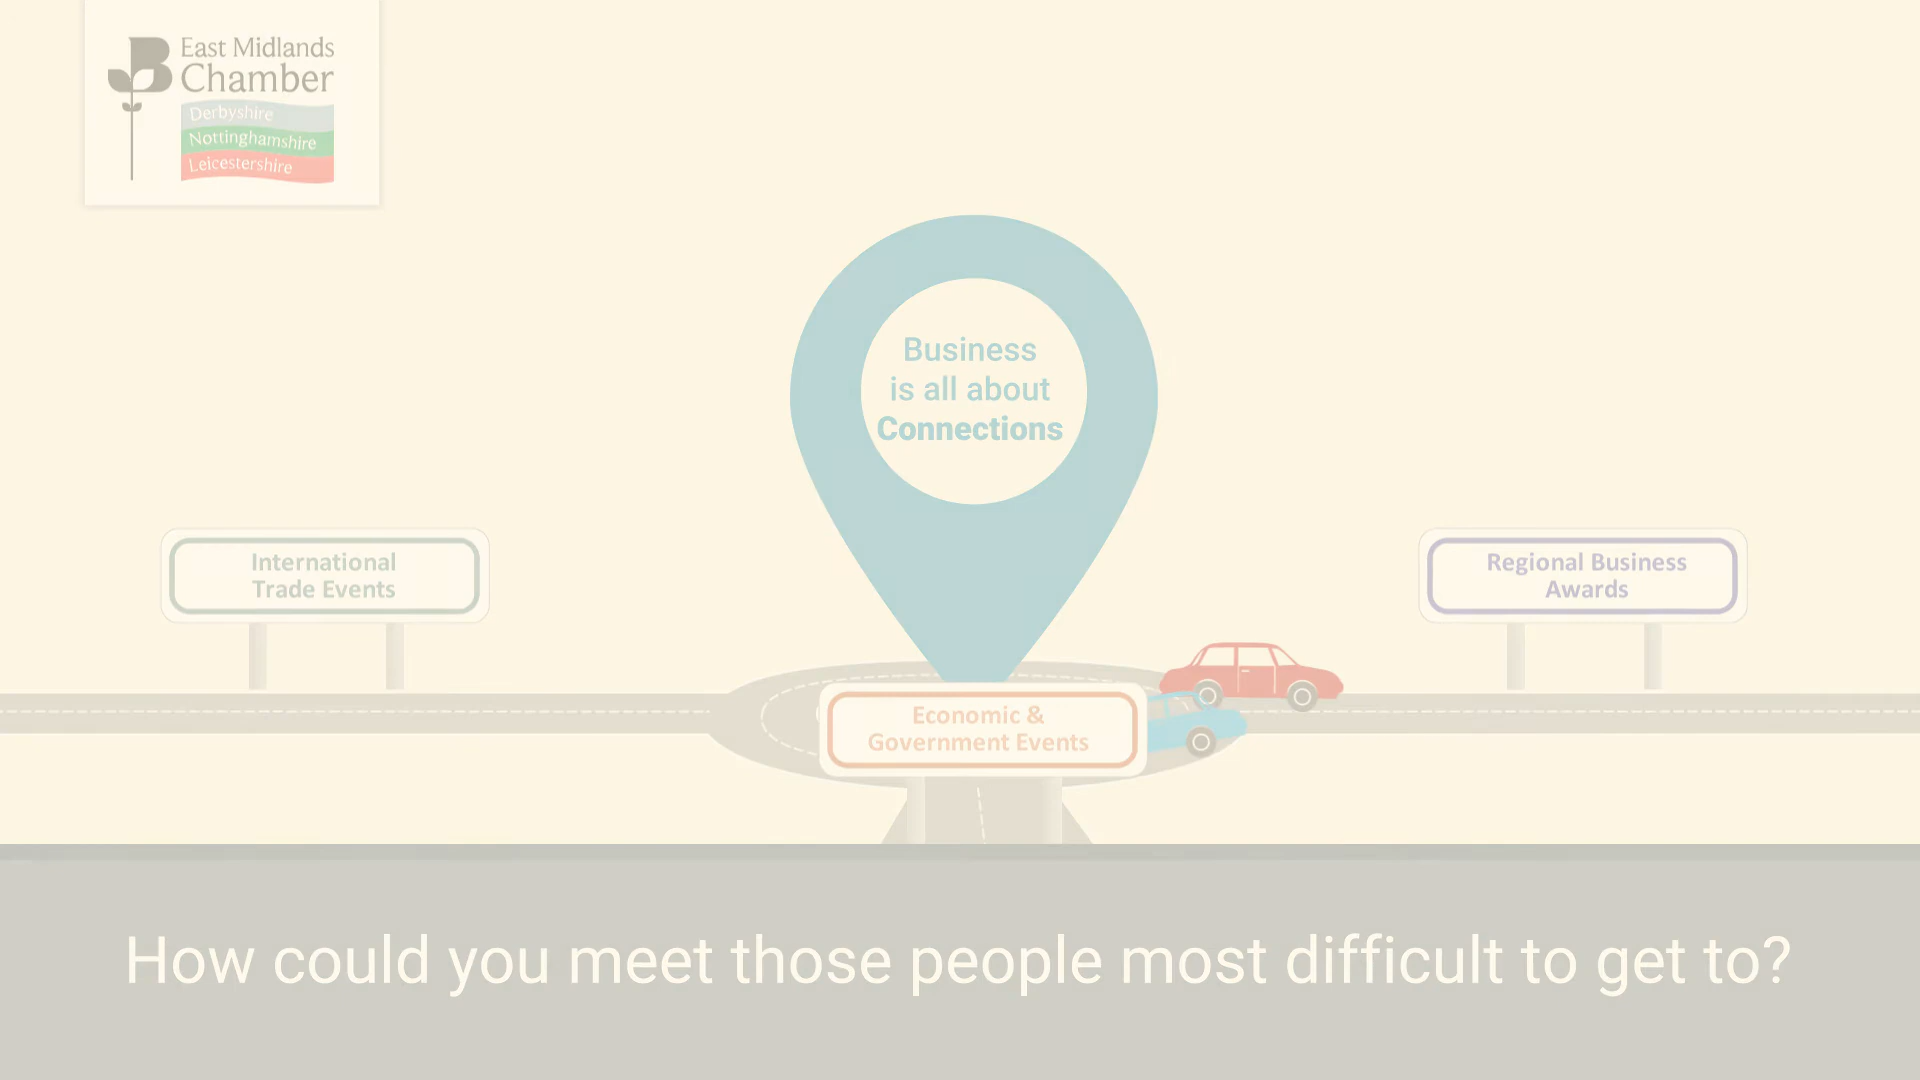 East Midlands
Chamber
Derbyshire
Nottinghamshire
Leicestershire
Business
is all about
Connections
International
Trade Events
Regional Business
Awards
Economic &
Government Events
How could you meet those people most difficult to get to?